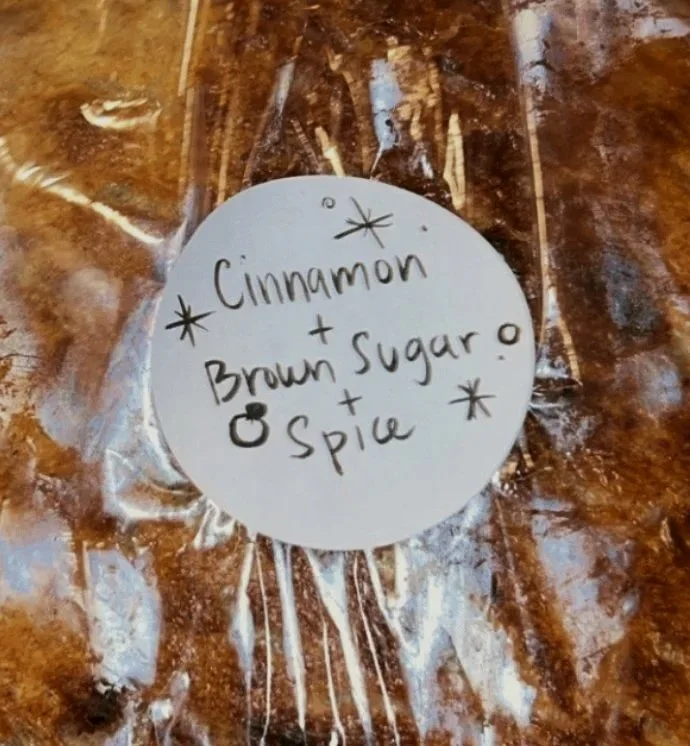 Cinnamon
+
Brown Sugar
+
Spice